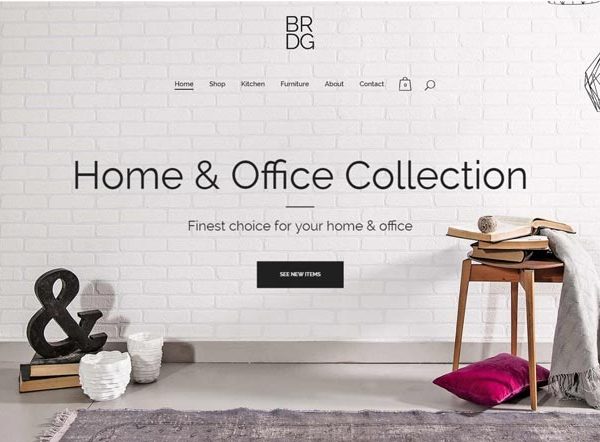 BR
DG
Home Shop Kitchen Furniture About Contact 0
Home & Office Collection
Finest choice for your home & office
SEE NEW ITEMS
&